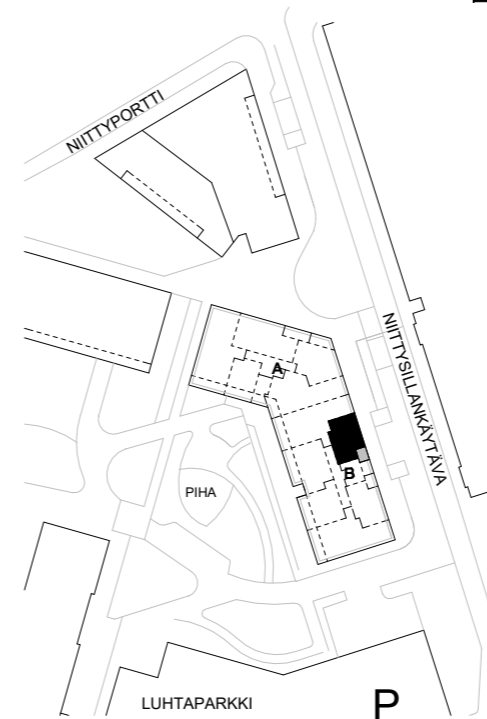 NIITTYPORTTI
NIITTYSILLANKÄYTÄVÄ
A
B
PIHA
LUHTAPARKKI
P